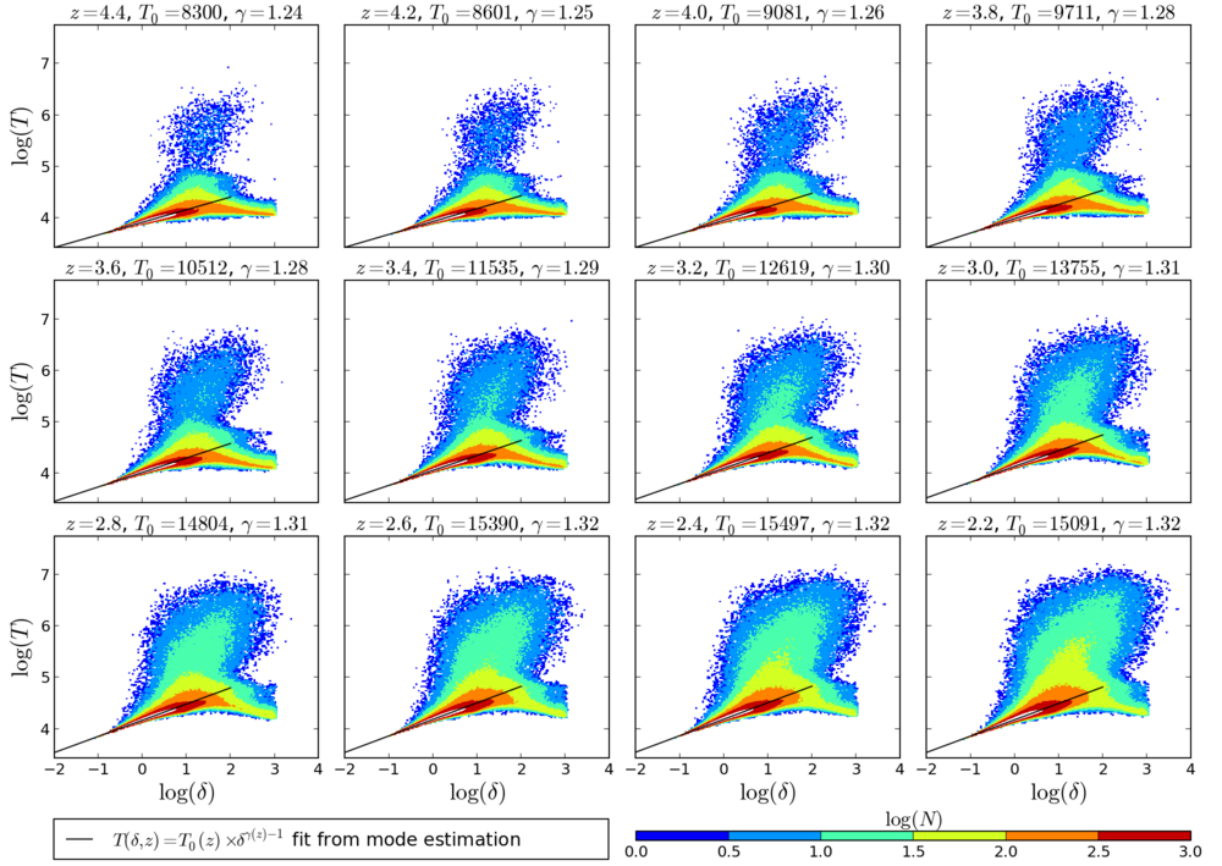 z=4.4, T₀=8300, γ=1.24
z=4.2, T₀=8601, γ=1.25
z=4.0, T₀=9081, γ=1.26
z=3.8, T₀=9711, γ=1.28
log(T)
7
6
5
4
z=3.6, T₀=10512, γ=1.28
z=3.4, T₀=11535, γ=1.29
z=3.2, T₀=12619, γ=1.30
z=3.0, T₀=13755, γ=1.31
log(T)
7
6
5
4
z=2.8, T₀=14804, γ=1.31
z=2.6, T₀=15390, γ=1.32
z=2.4, T₀=15497, γ=1.32
z=2.2, T₀=15091, γ=1.32
log(T)
7
6
5
4
−2 −1 0 1 2 3 4 −1 0 1 2 3 4 −2 −1 0 1 2 3 4 −1 0 1 2 3 4
log(δ) log(δ) log(δ) log(δ)
T(δ,z)=T₀(z)×δ^{γ(z)−1} fit from mode estimation
log(N)
0.0 0.5 1.0 1.5 2.0 2.5 3.0